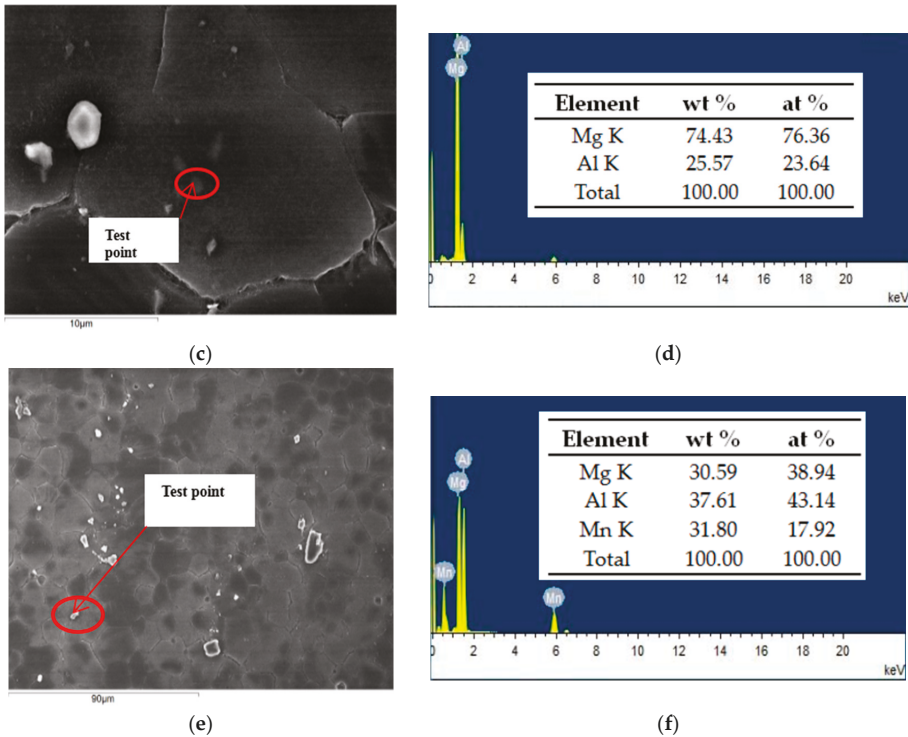 Test
point
10μm
(c)
Al
Mg
Element wt % at %
Mg K 74.43 76.36
Al K 25.57 23.64
Total 100.00 100.00
0 2 4 6 8 10 12 14 16 18 20
keV
(d)
Test point
90μm
(e)
Al
Mg
Mn
Mn
Element wt % at %
Mg K 30.59 38.94
Al K 37.61 43.14
Mn K 31.80 17.92
Total 100.00 100.00
0 2 4 6 8 10 12 14 16 18 20
keV
(f)